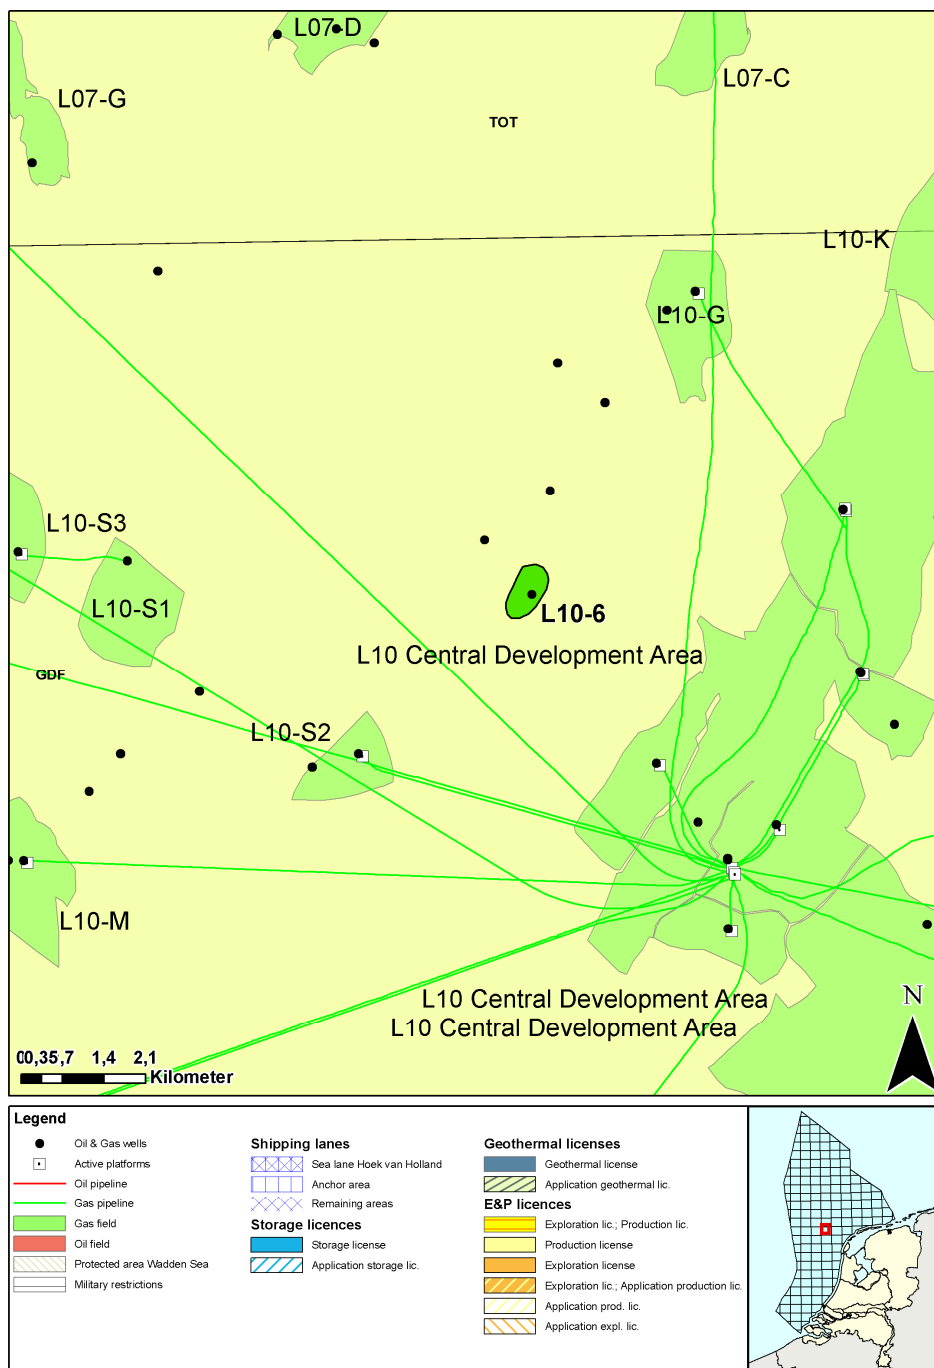 L07-D
L07-C
L07-G
TOT
L10-K
L10-G
L10-S3
L10-S1
L10-6
L10 Central Development Area
GDF
L10-S2
L10-M
L10 Central Development Area
L10 Central Development Area
N
00,35,7 1,4 2,1
Kilometer
Legend
Oil & Gas wells
Active platforms
Oil pipeline
Gas pipeline
Gas field
Oil field
Protected area Wadden Sea
Military restrictions
Shipping lanes
Sea lane Hoek van Holland
Anchor area
Remaining areas
Storage licences
Storage license
Application storage lic.
Geothermal licenses
Geothermal license
Application geothermal lic.
E&P licences
Exploration lic.; Production lic.
Production license
Exploration license
Exploration lic.; Application production lic.
Application prod. lic.
Application expl. lic.